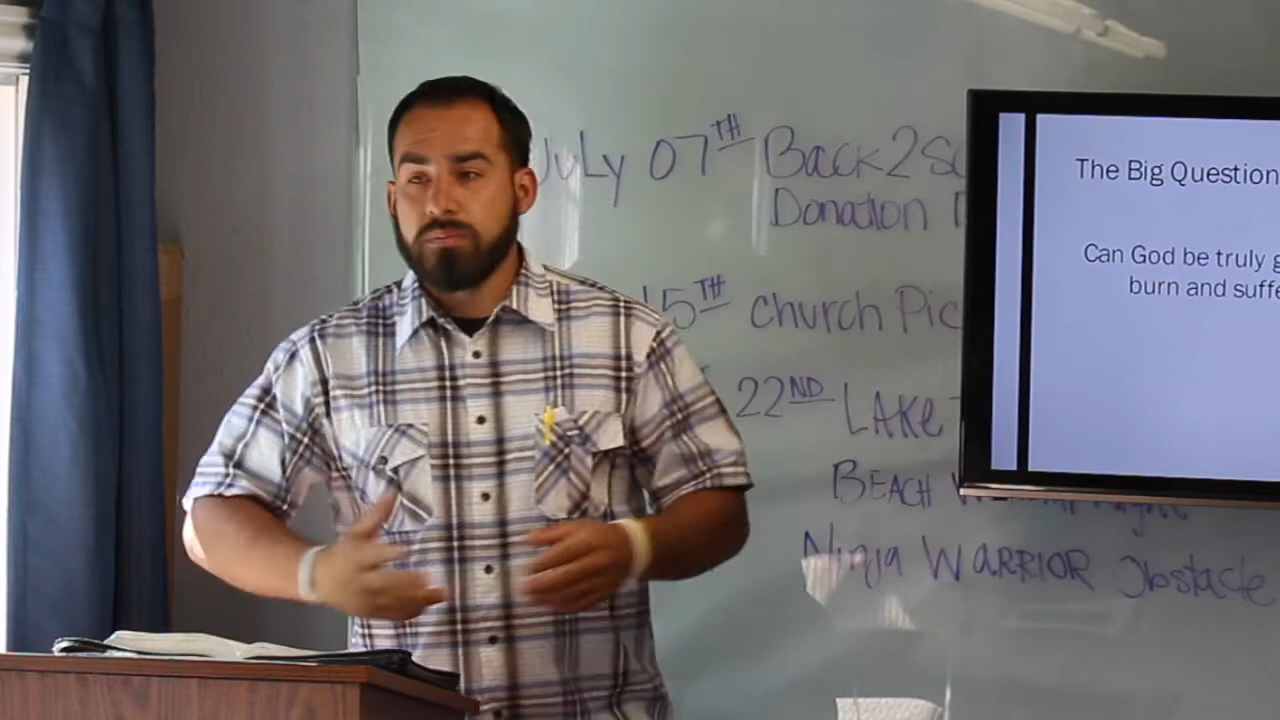 July 07TH Back2Sc
Donation
15TH Church Pic
22ND Lake
Beach
Ninja Warrior Obstacle
The Big Question
Can God be truly g
burn and suffe